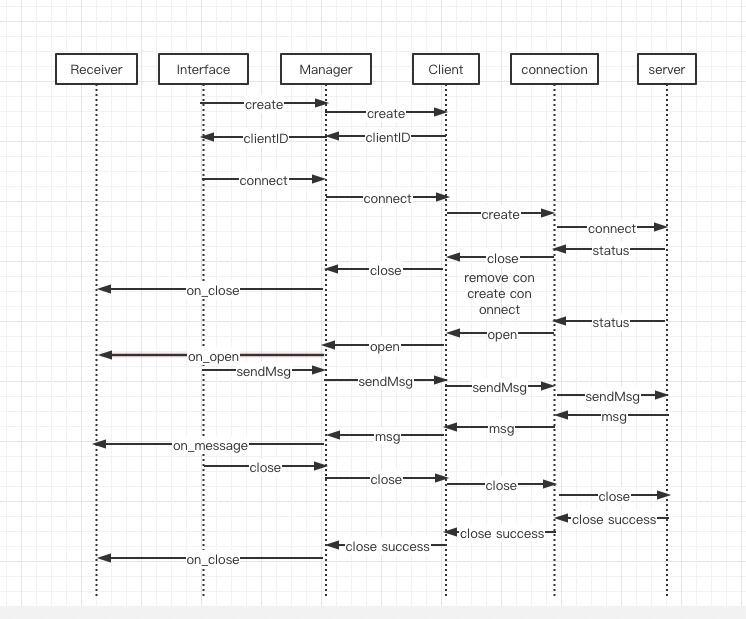 Receiver
Interface
Manager
Client
connection
server
create
create
clientID
clientID
connect
connect
create
connect
status
close
close
remove con
create con
onnect
on_close
status
open
open
on_open
sendMsg
sendMsg
sendMsg
sendMsg
msg
msg
msg
on_message
close
close
close
close
close success
close success
close success
on_close